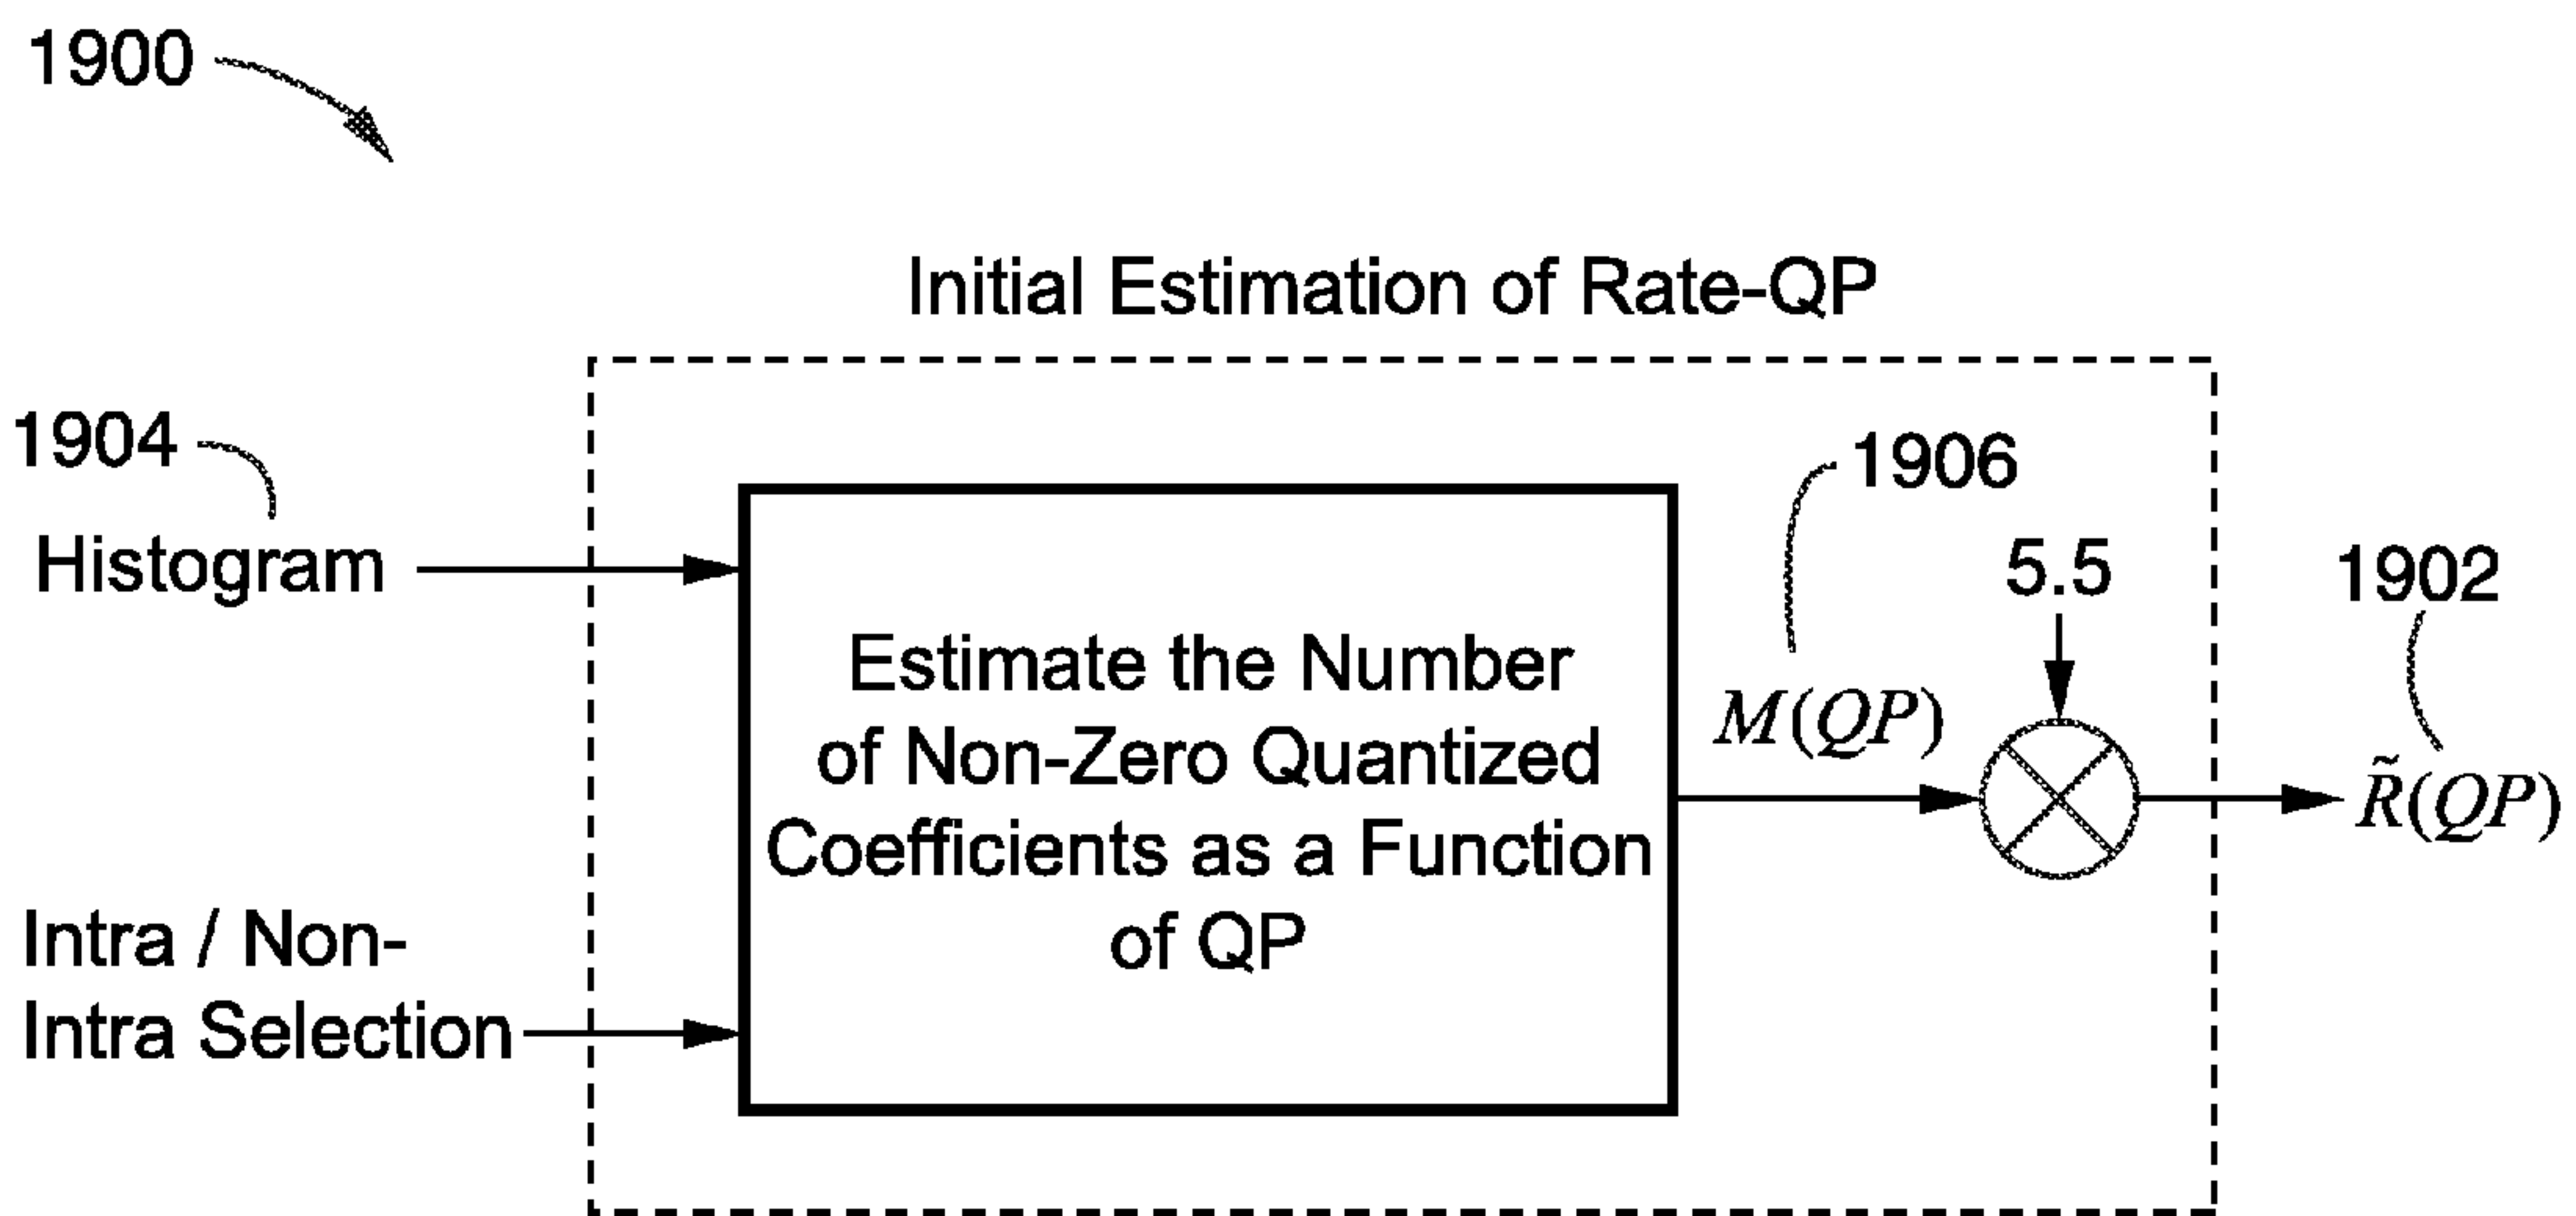 1900
Initial Estimation of Rate-QP
1904
Histogram
1906
5.5
1902
Estimate the Number
of Non-Zero Quantized
Coefficients as a Function
of QP
M(QP)
R̃(QP)
Intra / Non-
Intra Selection